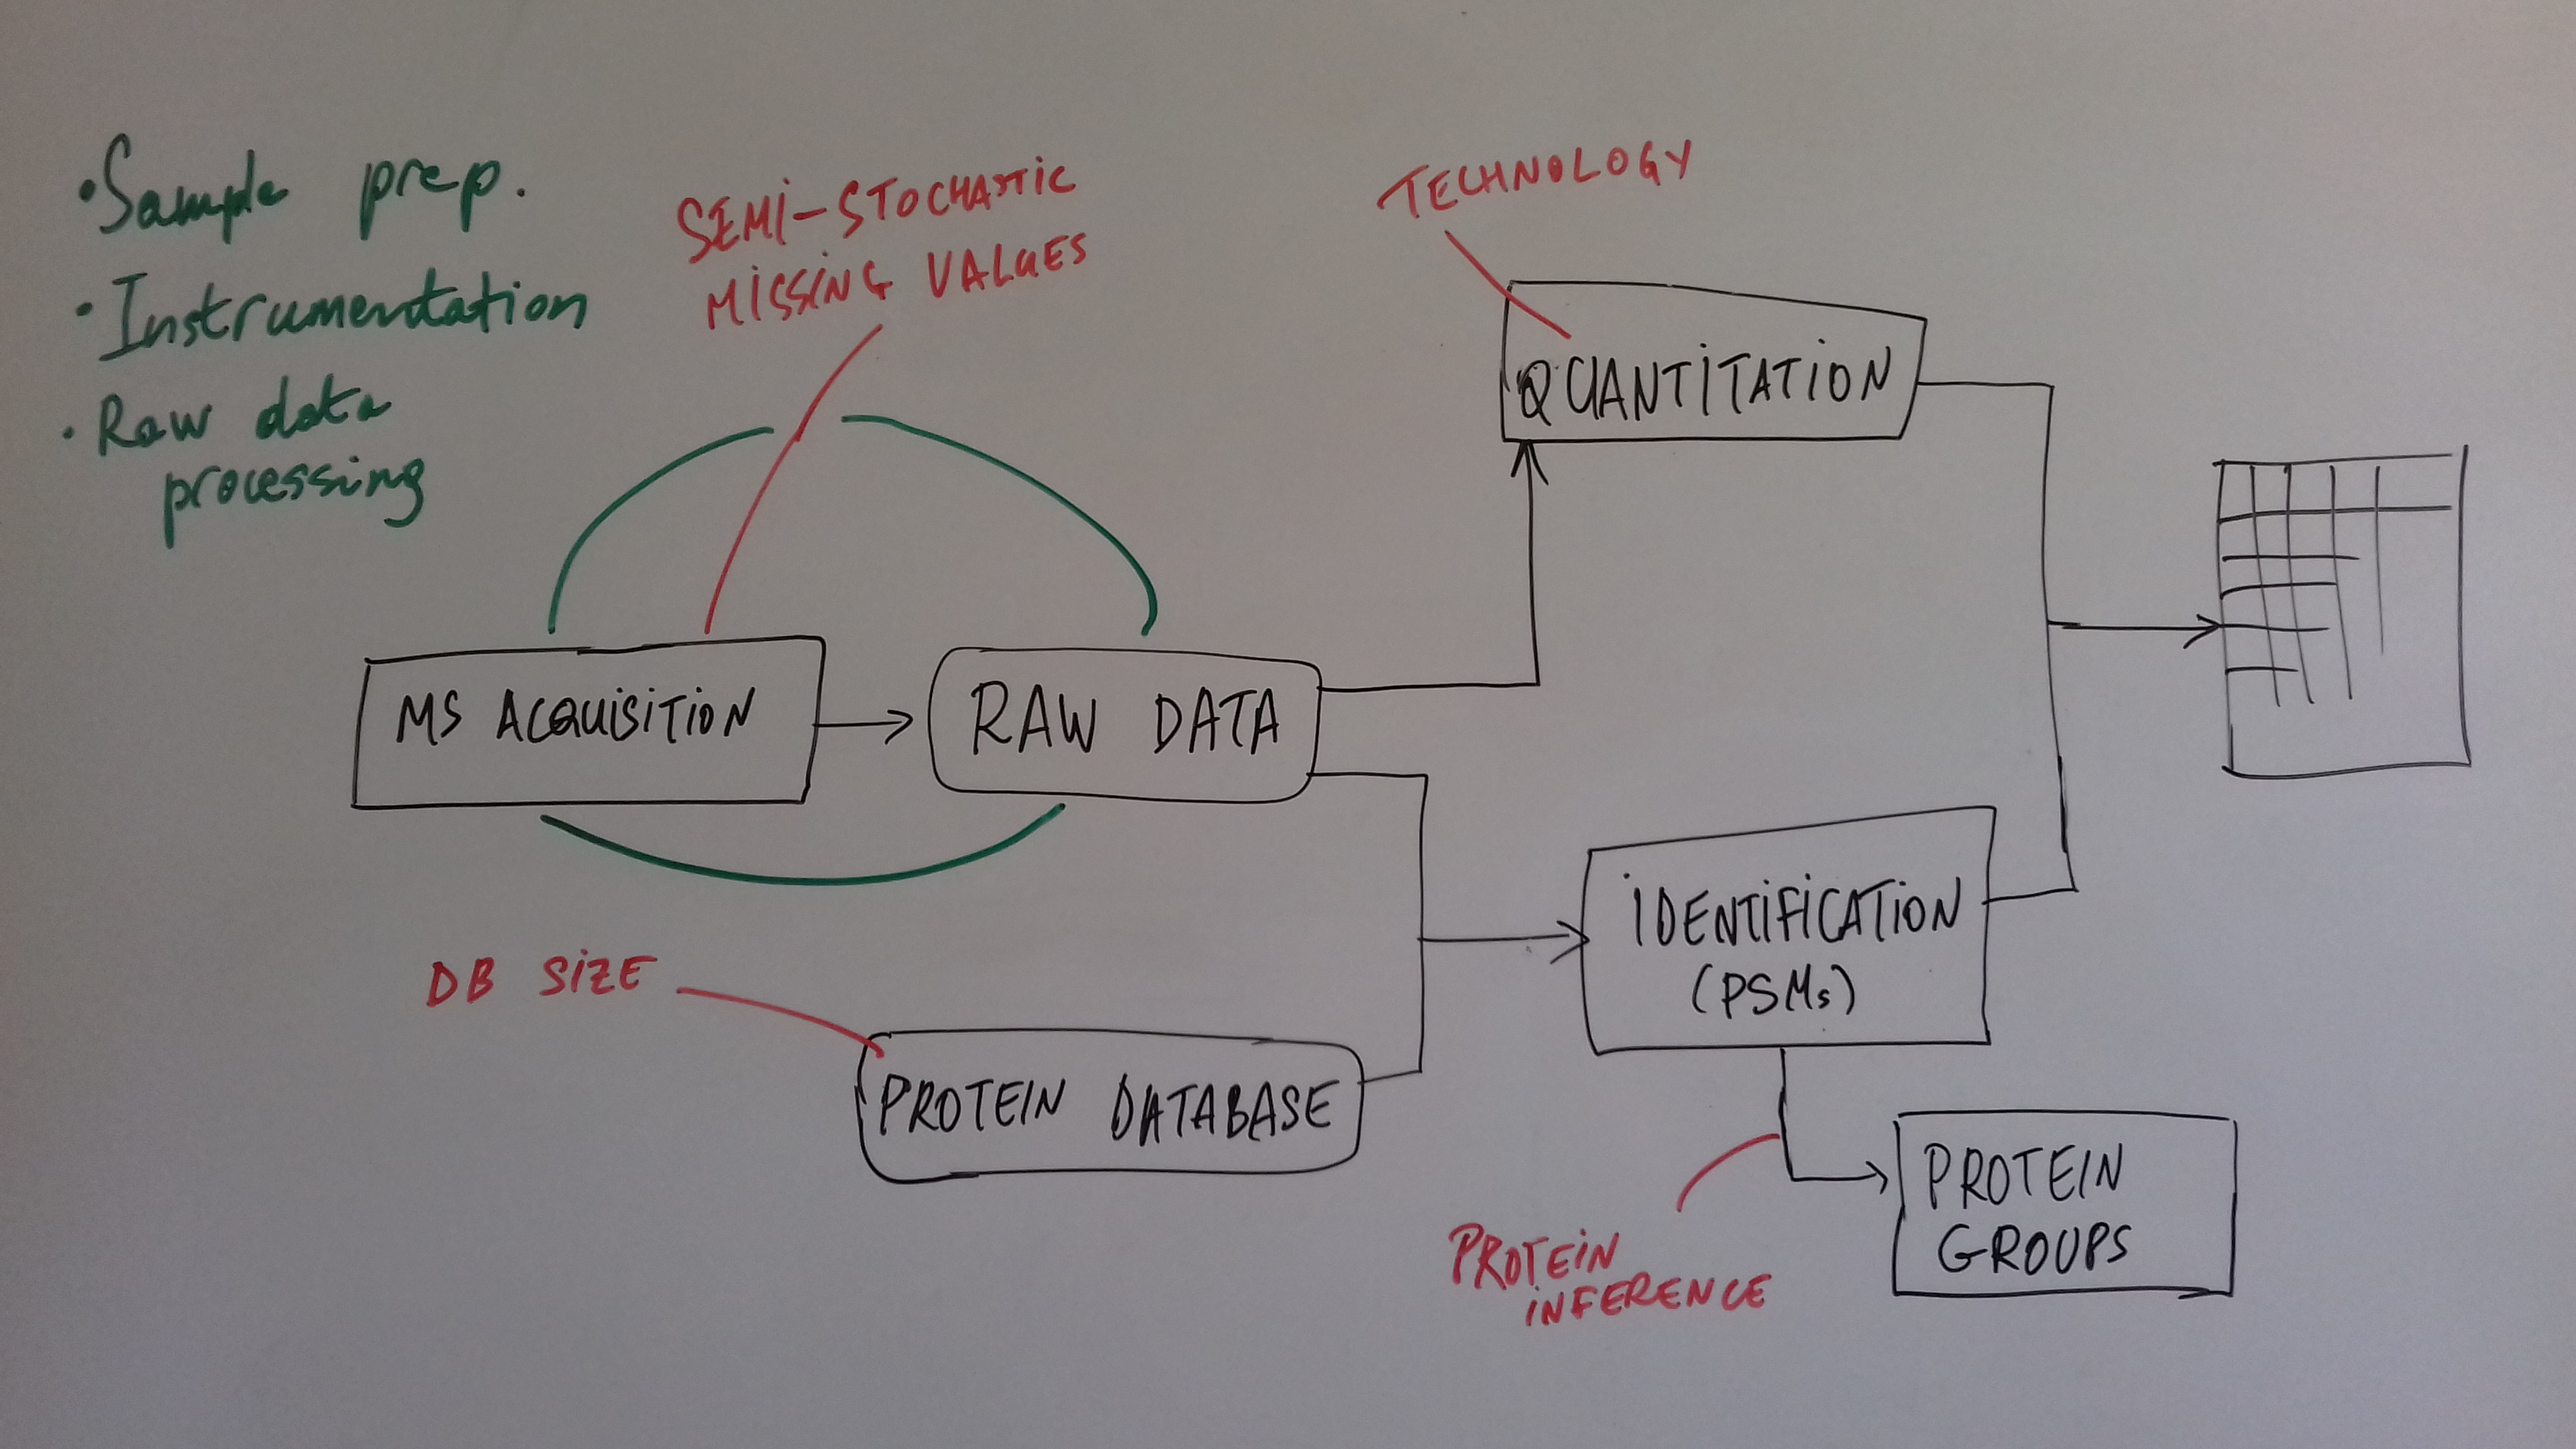 • Sample prep.
• Instrumentation
• Raw data
processing
SEMI-STOCHASTIC
MISSING VALUES
TECHNOLOGY
QUANTITATION
MS ACQUISITION
RAW DATA
IDENTIFICATION
(PSMs)
DB SIZE
PROTEIN DATABASE
PROTEIN
INFERENCE
PROTEIN
GROUPS